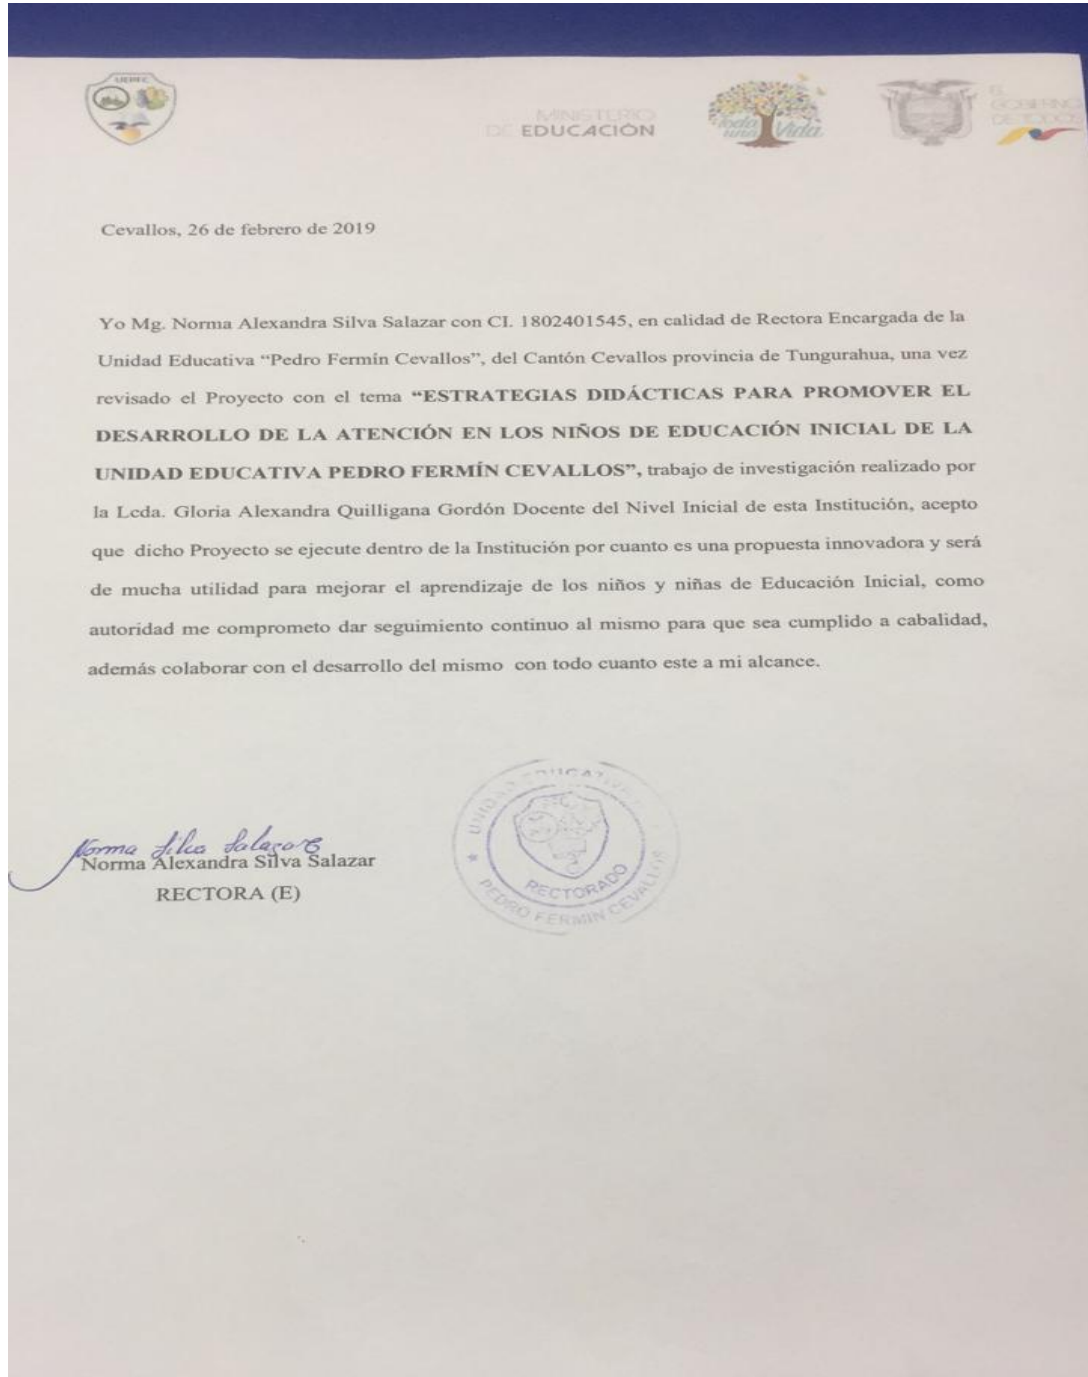 UEPFC
MINISTERIO
DE EDUCACIÓN
Toda
una Vida
EL
GOBIERNO
DE TODOS
Cevallos, 26 de febrero de 2019
Yo Mg. Norma Alexandra Silva Salazar con CI. 1802401545, en calidad de Rectora Encargada de la
Unidad Educativa “Pedro Fermín Cevallos”, del Cantón Cevallos provincia de Tungurahua, una vez
revisado el Proyecto con el tema “ESTRATEGIAS DIDÁCTICAS PARA PROMOVER EL
DESARROLLO DE LA ATENCIÓN EN LOS NIÑOS DE EDUCACIÓN INICIAL DE LA
UNIDAD EDUCATIVA PEDRO FERMÍN CEVALLOS”, trabajo de investigación realizado por
la Lcda. Gloria Alexandra Quilligana Gordón Docente del Nivel Inicial de esta Institución, acepto
que dicho Proyecto se ejecute dentro de la Institución por cuanto es una propuesta innovadora y será
de mucha utilidad para mejorar el aprendizaje de los niños y niñas de Educación Inicial, como
autoridad me comprometo dar seguimiento continuo al mismo para que sea cumplido a cabalidad,
además colaborar con el desarrollo del mismo con todo cuanto este a mi alcance.
Norma Silva Salazar
Norma Alexandra Silva Salazar
RECTORA (E)
UNIDAD EDUCATIVA
RECTORADO
PEDRO FERMIN CEVALLOS